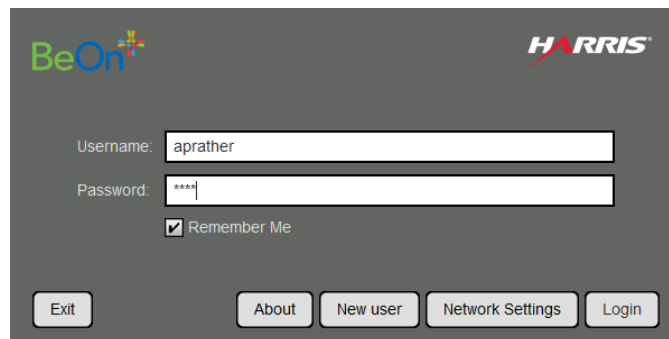 BeOn
HARRIS®
Username: aprather
Password: ****
Remember Me
Exit About New user Network Settings Login